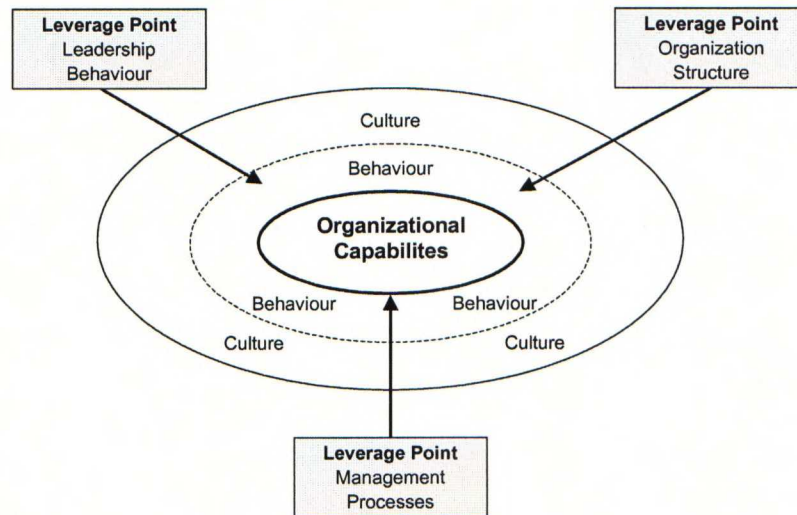 Leverage Point
Leadership
Behaviour
Leverage Point
Organization
Structure
Culture
Behaviour
Organizational
Capabilites
Behaviour
Behaviour
Culture
Culture
Leverage Point
Management
Processes